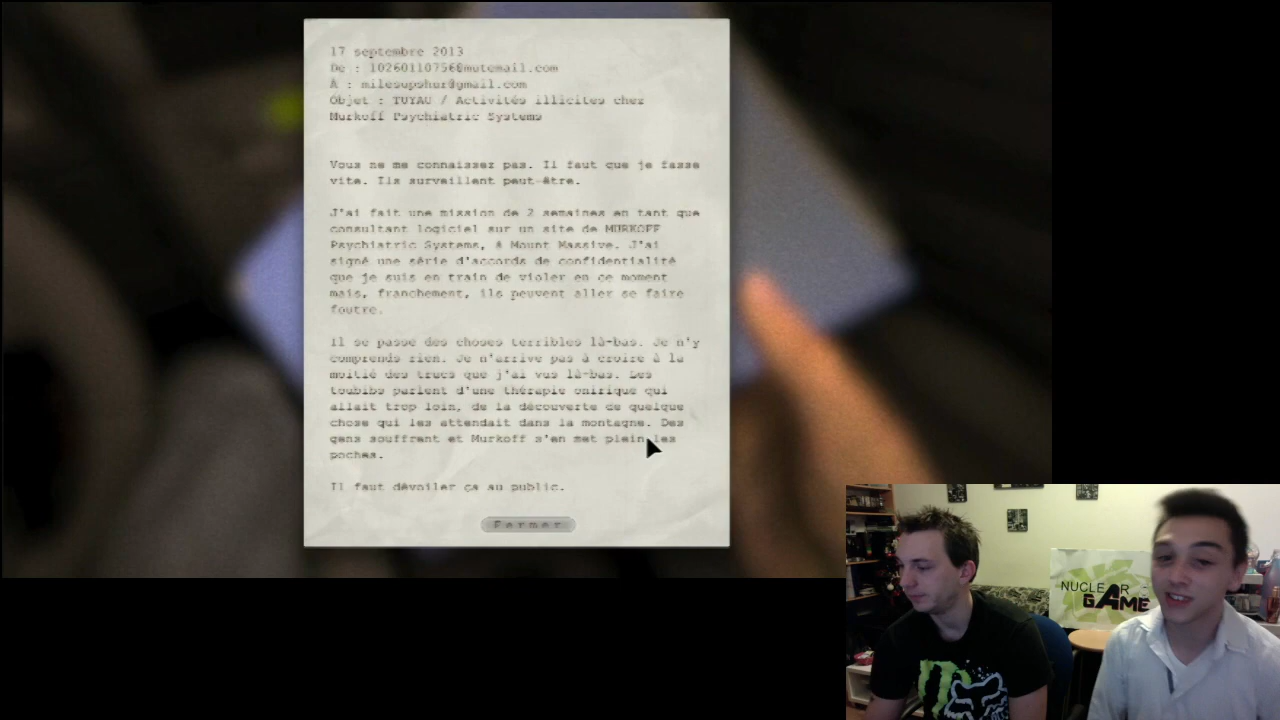 17 septembre 2013
De : 1026011075@mutemail.com
À : milesupshur@gmail.com
Objet : TUYAU / Activités illicites chez
Murkoff Psychiatric Systems
Vous ne me connaissez pas. Il faut que je fasse
vite. Ils surveillent peut-être.
J'ai fait une mission de 2 semaines en tant que
consultant logiciel sur un site de MURKOFF
Psychiatric Systems, à Mount Massive. J'ai
signé une série d'accords de confidentialité
que je suis en train de violer en ce moment
mais, franchement, ils peuvent aller se faire
foutre.
Il se passe des choses terribles là-bas. Je n'y
comprends rien. Je n'arrive pas à croire à la
moitié des trucs que j'ai vus là-bas. Des
toubibs parlent d'une thérapie onirique qui
allait trop loin, de la découverte de quelque
chose qui les attendait dans la montagne. Des
gens souffrent et Murkoff s'en met plein les
poches.
Il faut dévoiler ça au public.
Fermer
NUCLEAR
GAME